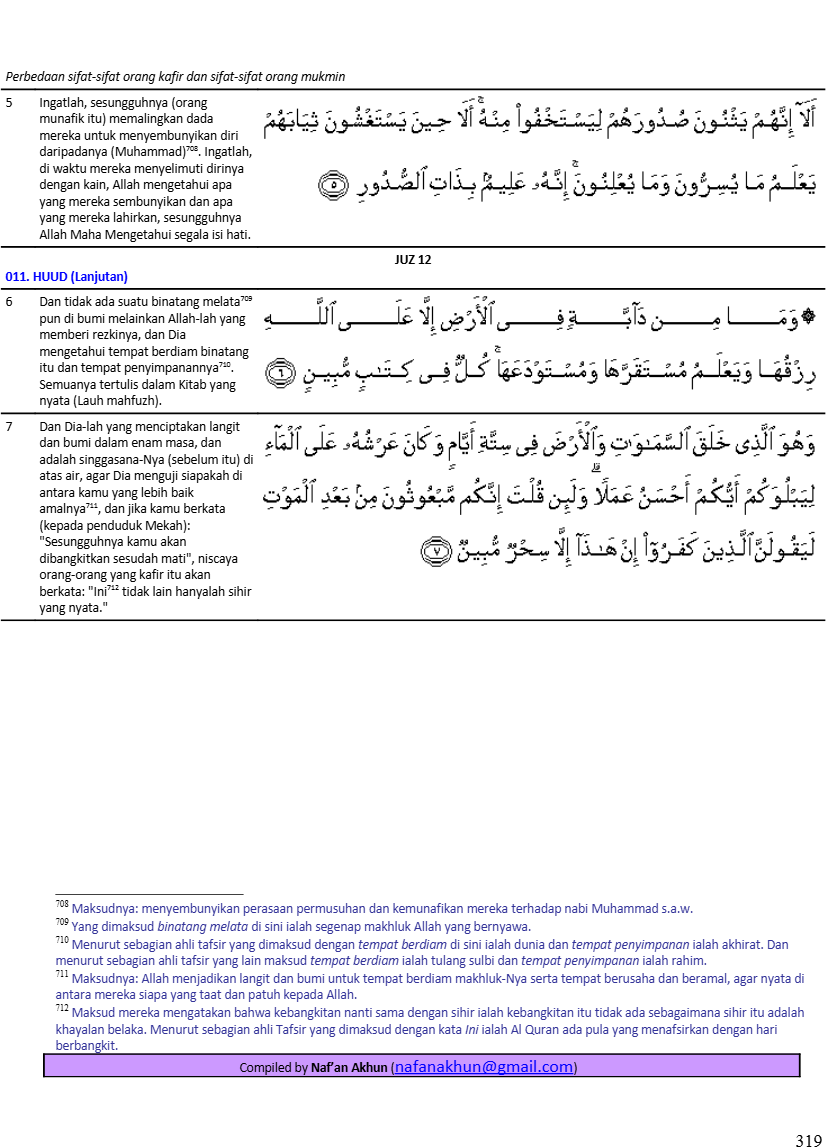 Perbedaan sifat-sifat orang kafir dan sifat-sifat orang mukmin
5
Ingatlah, sesungguhnya (orang
munafik itu) memalingkan dada
mereka untuk menyembunyikan diri
daripadanya (Muhammad)⁷⁰⁸. Ingatlah,
di waktu mereka menyelimuti dirinya
dengan kain, Allah mengetahui apa
yang mereka sembunyikan dan apa
yang mereka lahirkan, sesungguhnya
Allah Maha Mengetahui segala isi hati.
أَلَآ إِنَّهُمْ يَثْنُونَ صُدُورَهُمْ لِيَسْتَخْفُوا۟ مِنْهُ ۚ أَلَا حِينَ يَسْتَغْشُونَ ثِيَابَهُمْ
يَعْلَمُ مَا يُسِرُّونَ وَمَا يُعْلِنُونَ ۚ إِنَّهُۥ عَلِيمٌۢ بِذَاتِ ٱلصُّدُورِ ﴿٥﴾
JUZ 12
011. HUUD (Lanjutan)
6
Dan tidak ada suatu binatang melata⁷⁰⁹
pun di bumi melainkan Allah-lah yang
memberi rezkinya, dan Dia
mengetahui tempat berdiam binatang
itu dan tempat penyimpanannya⁷¹⁰.
Semuanya tertulis dalam Kitab yang
nyata (Lauh mahfuzh).
۞ وَمَا مِن دَآبَّةٍ فِى ٱلْأَرْضِ إِلَّا عَلَى ٱللَّهِ
رِزْقُهَا وَيَعْلَمُ مُسْتَقَرَّهَا وَمُسْتَوْدَعَهَا ۚ كُلٌّ فِى كِتَـٰبٍ مُّبِينٍ ﴿٦﴾
7
Dan Dia-lah yang menciptakan langit
dan bumi dalam enam masa, dan
adalah singgasana-Nya (sebelum itu) di
atas air, agar Dia menguji siapakah di
antara kamu yang lebih baik
amalnya⁷¹¹, dan jika kamu berkata
(kepada penduduk Mekah):
"Sesungguhnya kamu akan
dibangkitkan sesudah mati", niscaya
orang-orang yang kafir itu akan
berkata: "Ini⁷¹² tidak lain hanyalah sihir
yang nyata."
وَهُوَ ٱلَّذِى خَلَقَ ٱلسَّمَـٰوَٰتِ وَٱلْأَرْضَ فِى سِتَّةِ أَيَّامٍ وَكَانَ عَرْشُهُۥ عَلَى ٱلْمَآءِ
لِيَبْلُوَكُمْ أَيُّكُمْ أَحْسَنُ عَمَلًا ۗ وَلَئِن قُلْتَ إِنَّكُم مَّبْعُوثُونَ مِنۢ بَعْدِ ٱلْمَوْتِ
لَيَقُولَنَّ ٱلَّذِينَ كَفَرُوٓا۟ إِنْ هَـٰذَآ إِلَّا سِحْرٌ مُّبِينٌ ﴿٧﴾
⁷⁰⁸ Maksudnya: menyembunyikan perasaan permusuhan dan kemunafikan mereka terhadap nabi Muhammad s.a.w.
⁷⁰⁹ Yang dimaksud binatang melata di sini ialah segenap makhluk Allah yang bernyawa.
⁷¹⁰ Menurut sebagian ahli tafsir yang dimaksud dengan tempat berdiam di sini ialah dunia dan tempat penyimpanan ialah akhirat. Dan
menurut sebagian ahli tafsir yang lain maksud tempat berdiam ialah tulang sulbi dan tempat penyimpanan ialah rahim.
⁷¹¹ Maksudnya: Allah menjadikan langit dan bumi untuk tempat berdiam makhluk-Nya serta tempat berusaha dan beramal, agar nyata di
antara mereka siapa yang taat dan patuh kepada Allah.
⁷¹² Maksud mereka mengatakan bahwa kebangkitan nanti sama dengan sihir ialah kebangkitan itu tidak ada sebagaimana sihir itu adalah
khayalan belaka. Menurut sebagian ahli Tafsir yang dimaksud dengan kata Ini ialah Al Quran ada pula yang menafsirkan dengan hari
berbangkit.
Compiled by Naf’an Akhun (nafanakhun@gmail.com)
319